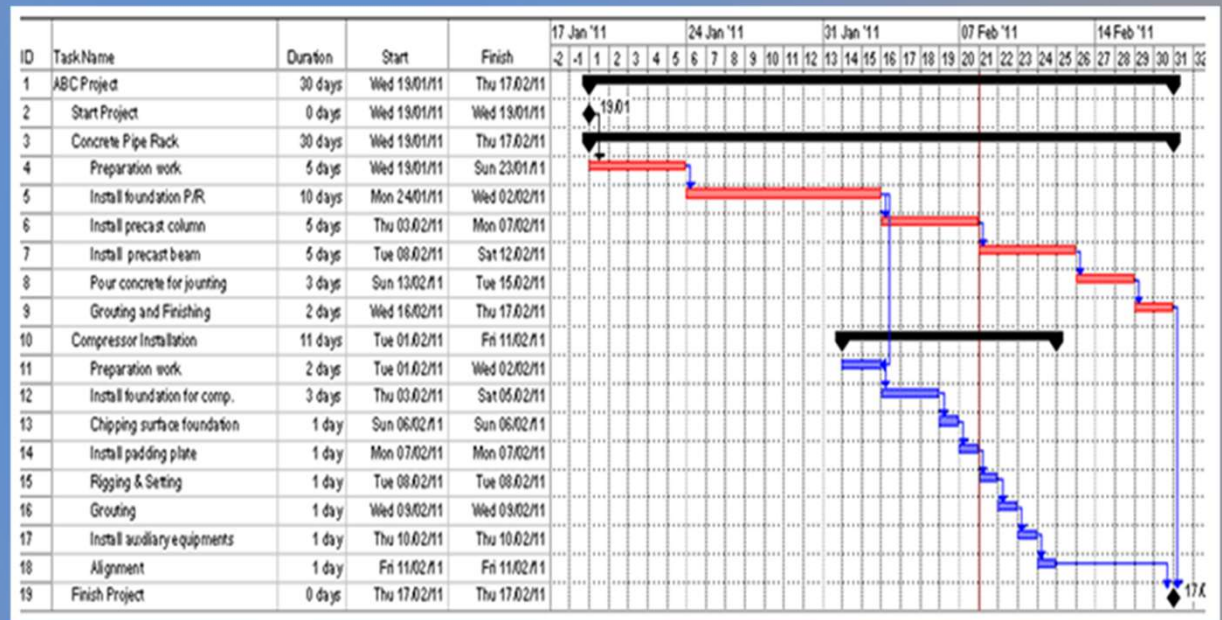 17 Jan '11 24 Jan '11 31 Jan '11 07 Feb '11 14 Feb '11
ID Task Name Duration Start Finish -2 -1 1 2 3 4 5 6 7 8 9 10 11 12 13 14 15 16 17 18 19 20 21 22 23 24 25 26 27 28 29 30 31 32
1 ABC Project 30 days Wed 19/01/11 Thu 17/02/11
2 Start Project 0 days Wed 19/01/11 Wed 19/01/11 19.01
3 Concrete Pipe Rack 30 days Wed 19/01/11 Thu 17/02/11
4 Preparation work 5 days Wed 19/01/11 Sun 23/01/11
5 Install foundation P/R 10 days Mon 24/01/11 Wed 02/02/11
6 Install precast column 5 days Thu 03/02/11 Mon 07/02/11
7 Install precast beam 5 days Tue 08/02/11 Sat 12/02/11
8 Pour concrete for jounting 3 days Sun 13/02/11 Tue 15/02/11
9 Grouting and Finishing 2 days Wed 16/02/11 Thu 17/02/11
10 Compressor Installation 11 days Tue 01/02/11 Fri 11/02/11
11 Preparation work 2 days Tue 01/02/11 Wed 02/02/11
12 Install foundation for comp. 3 days Thu 03/02/11 Sat 05/02/11
13 Chipping surface foundation 1 day Sun 06/02/11 Sun 06/02/11
14 Install padding plate 1 day Mon 07/02/11 Mon 07/02/11
15 Rigging & Setting 1 day Tue 08/02/11 Tue 08/02/11
16 Grouting 1 day Wed 09/02/11 Wed 09/02/11
17 Install auxiliary equipments 1 day Thu 10/02/11 Thu 10/02/11
18 Alignment 1 day Fri 11/02/11 Fri 11/02/11
19 Finish Project 0 days Thu 17/02/11 Thu 17/02/11